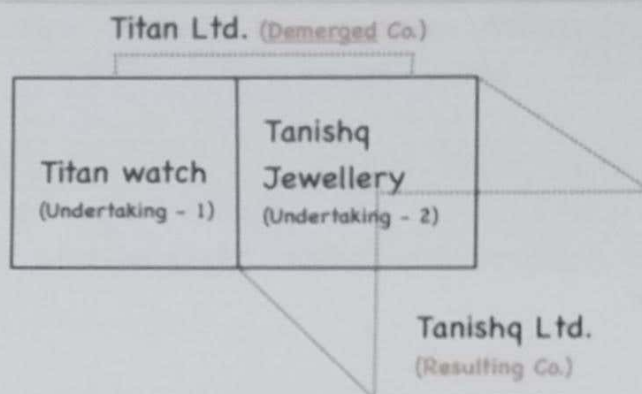 Titan Ltd. (Demerged Co.)
Titan watch
(Undertaking - 1)
Tanishq
Jewellery
(Undertaking - 2)
Tanishq Ltd.
(Resulting Co.)